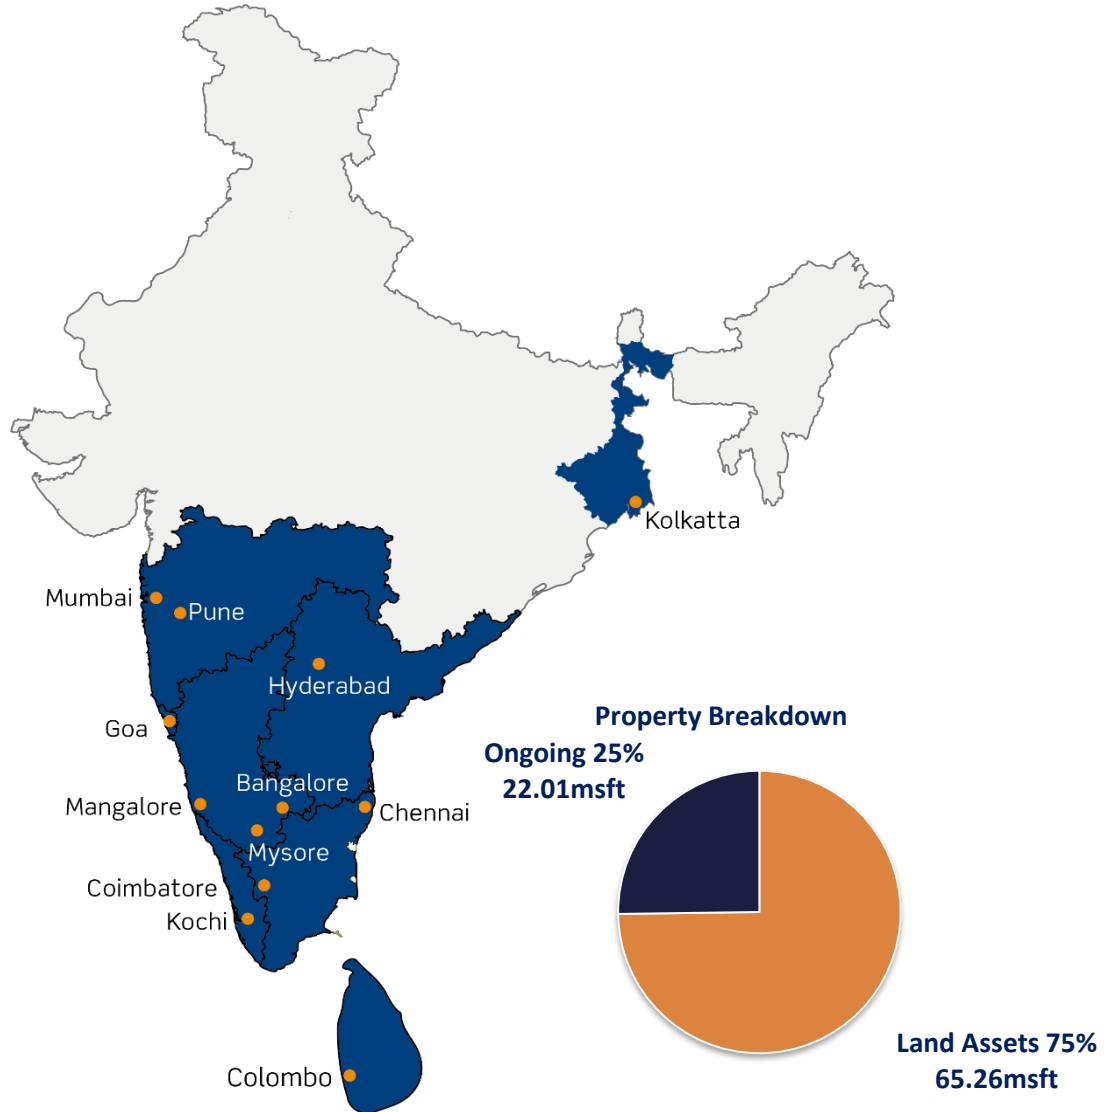 Kolkatta
Mumbai
Pune
Hyderabad
Goa
Bangalore
Mangalore
Chennai
Mysore
Coimbatore
Kochi
Colombo
Property Breakdown
Ongoing 25%
22.01msft
Land Assets 75%
65.26msft